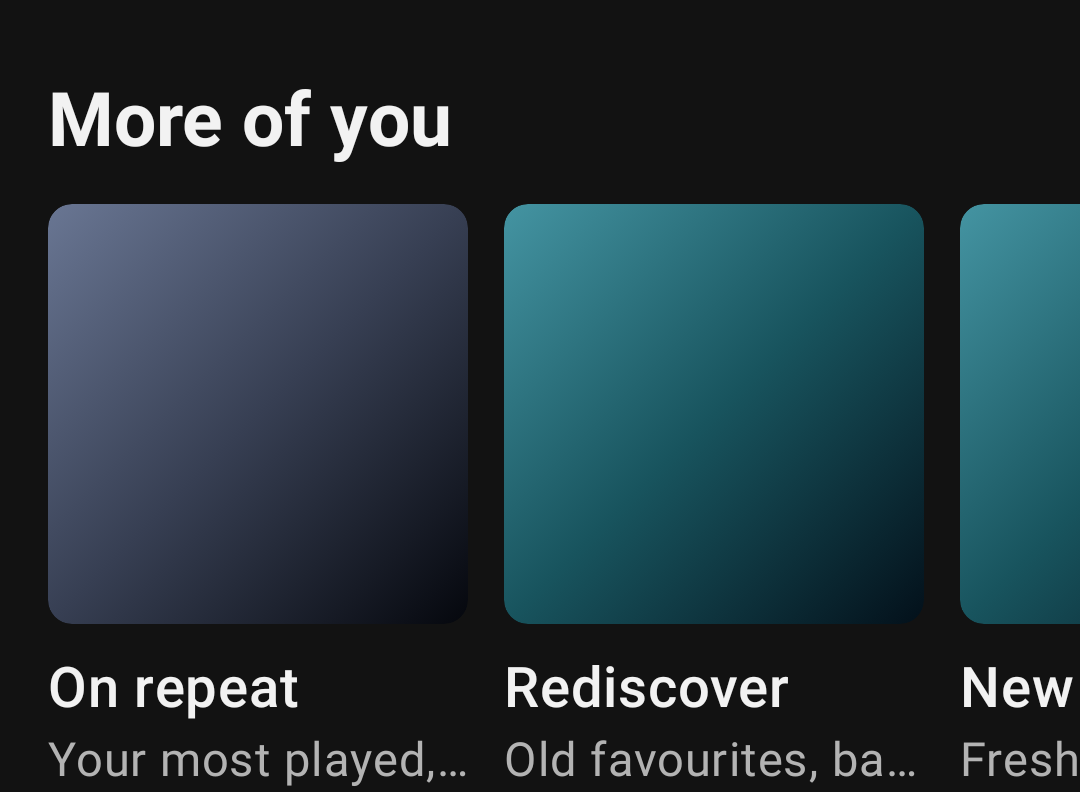 More of you
On repeat
Rediscover
New
Your most played,...
Old favourites, ba...
Fresh